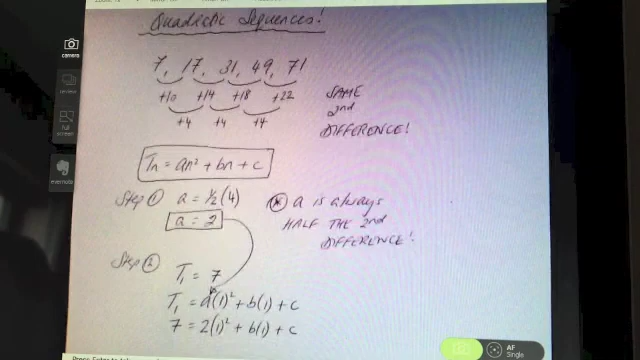 Quadratic Sequences!
7, 17, 31, 49, 71
+10 +14 +18 +22
+4 +4 +4
SAME
2nd
DIFFERENCE!
Tn = an² + bn + c
Step ① a = 1/2 (4)
a = 2
* a is always
HALF THE 2nd
DIFFERENCE!
Step ②
T₁ = 7
T₁ = a(1)² + b(1) + c
7 = 2(1)² + b(1) + c
camera
full
screen
evernote
AF
Single